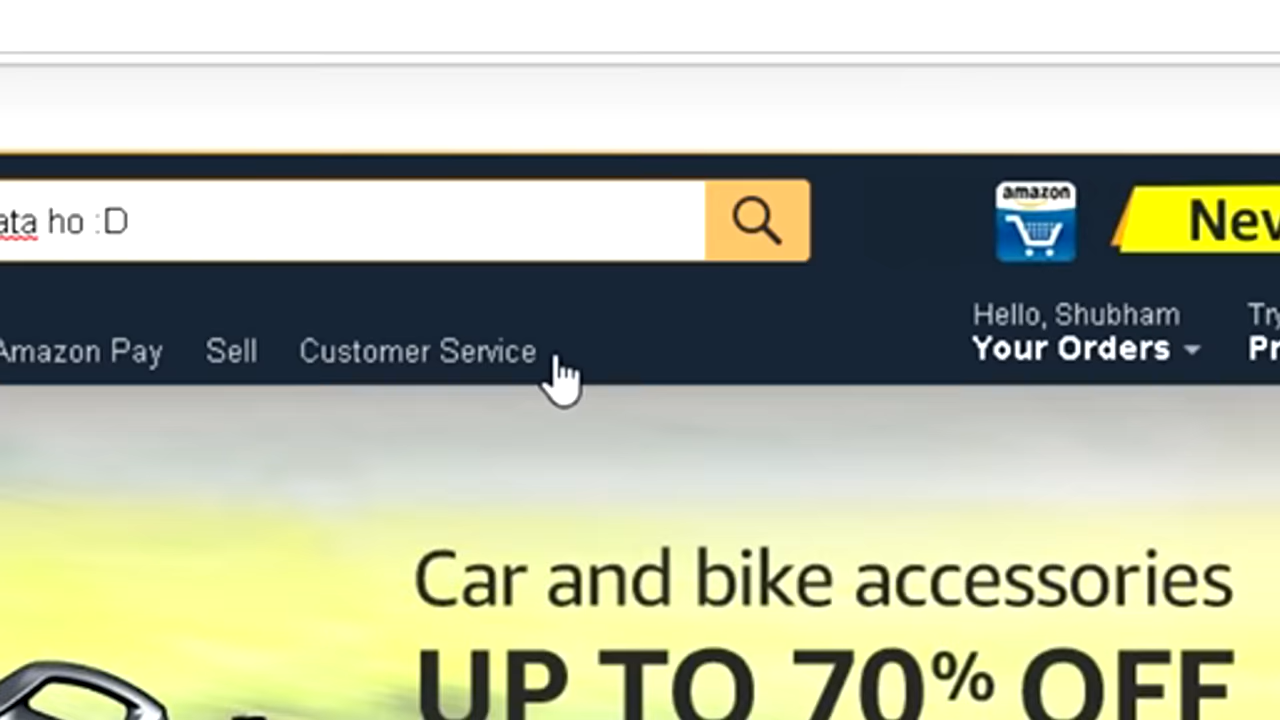 ata ho :D
amazon
Nev
Amazon Pay Sell Customer Service
Hello, Shubham
Your Orders
Try
Pr
Car and bike accessories
UP TO 70% OFF